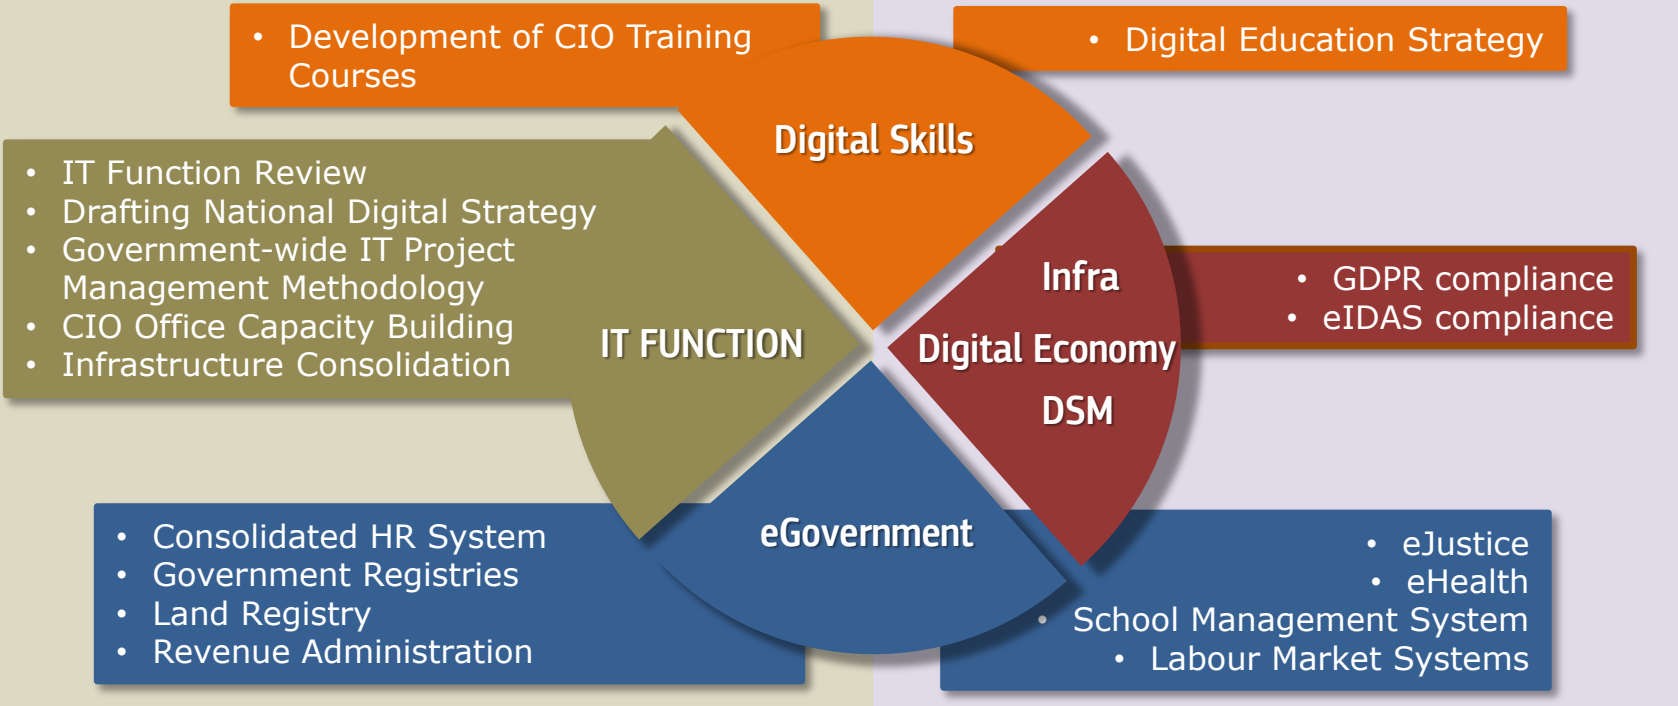 • Development of CIO Training
Courses
• Digital Education Strategy
Digital Skills
• IT Function Review
• Drafting National Digital Strategy
• Government-wide IT Project
Management Methodology
• CIO Office Capacity Building
• Infrastructure Consolidation
IT FUNCTION
Infra
Digital Economy
DSM
• GDPR compliance
• eIDAS compliance
eGovernment
• Consolidated HR System
• Government Registries
• Land Registry
• Revenue Administration
• eJustice
• eHealth
• School Management System
• Labour Market Systems